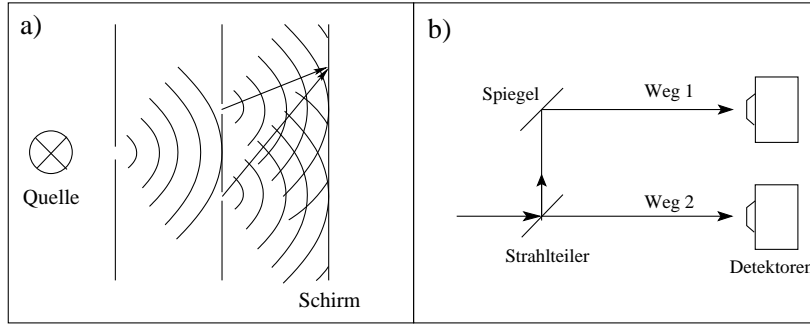 a)
Quelle
Schirm
b)
Spiegel
Weg 1
Weg 2
Strahlteiler
Detektoren